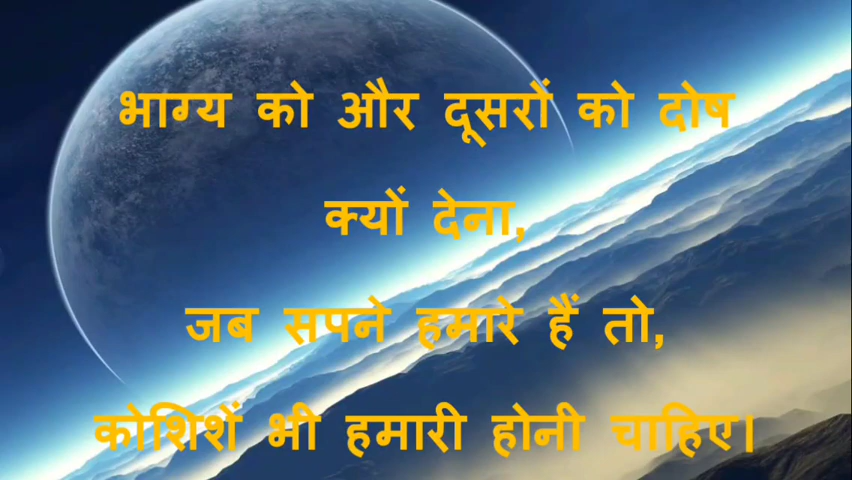 भाग्य को और दूसरों को दोष
क्यों देना,
जब सपने हमारे हैं तो,
कोशिशें भी हमारी होनी चाहिए।